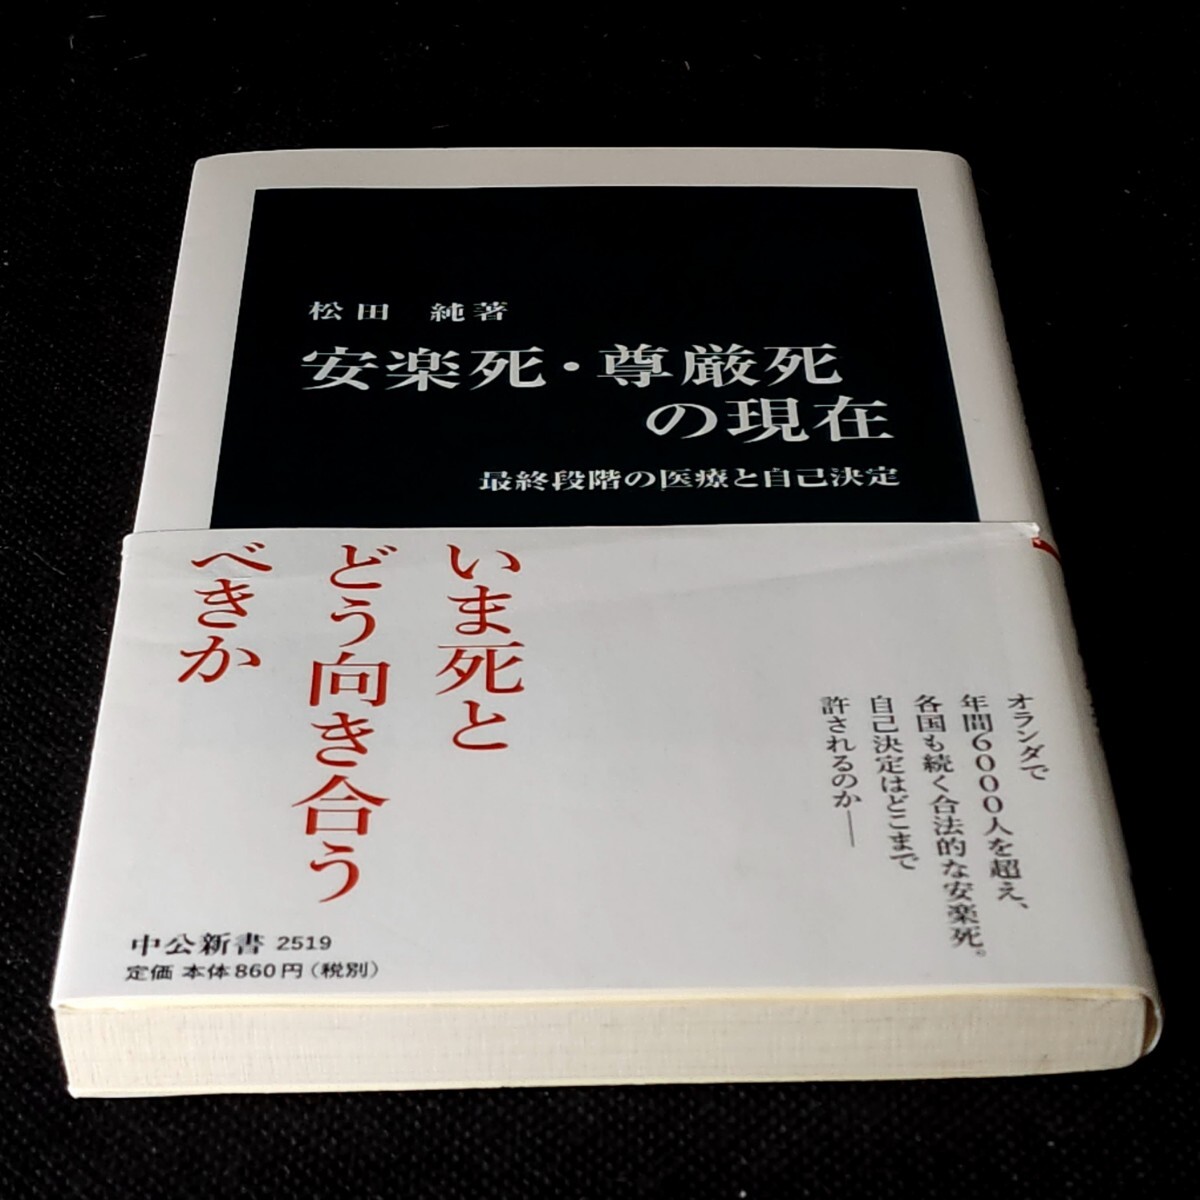 松田 純著
安楽死・尊厳死
の現在
最終段階の医療と自己決定
オランダで
年間6000人を超え、
各国も続く合法的な安楽死。
自己決定はどこまで
許されるのか──
いま死と
どう向き合う
べきか
中公新書 2519
定価 本体860円(税別)